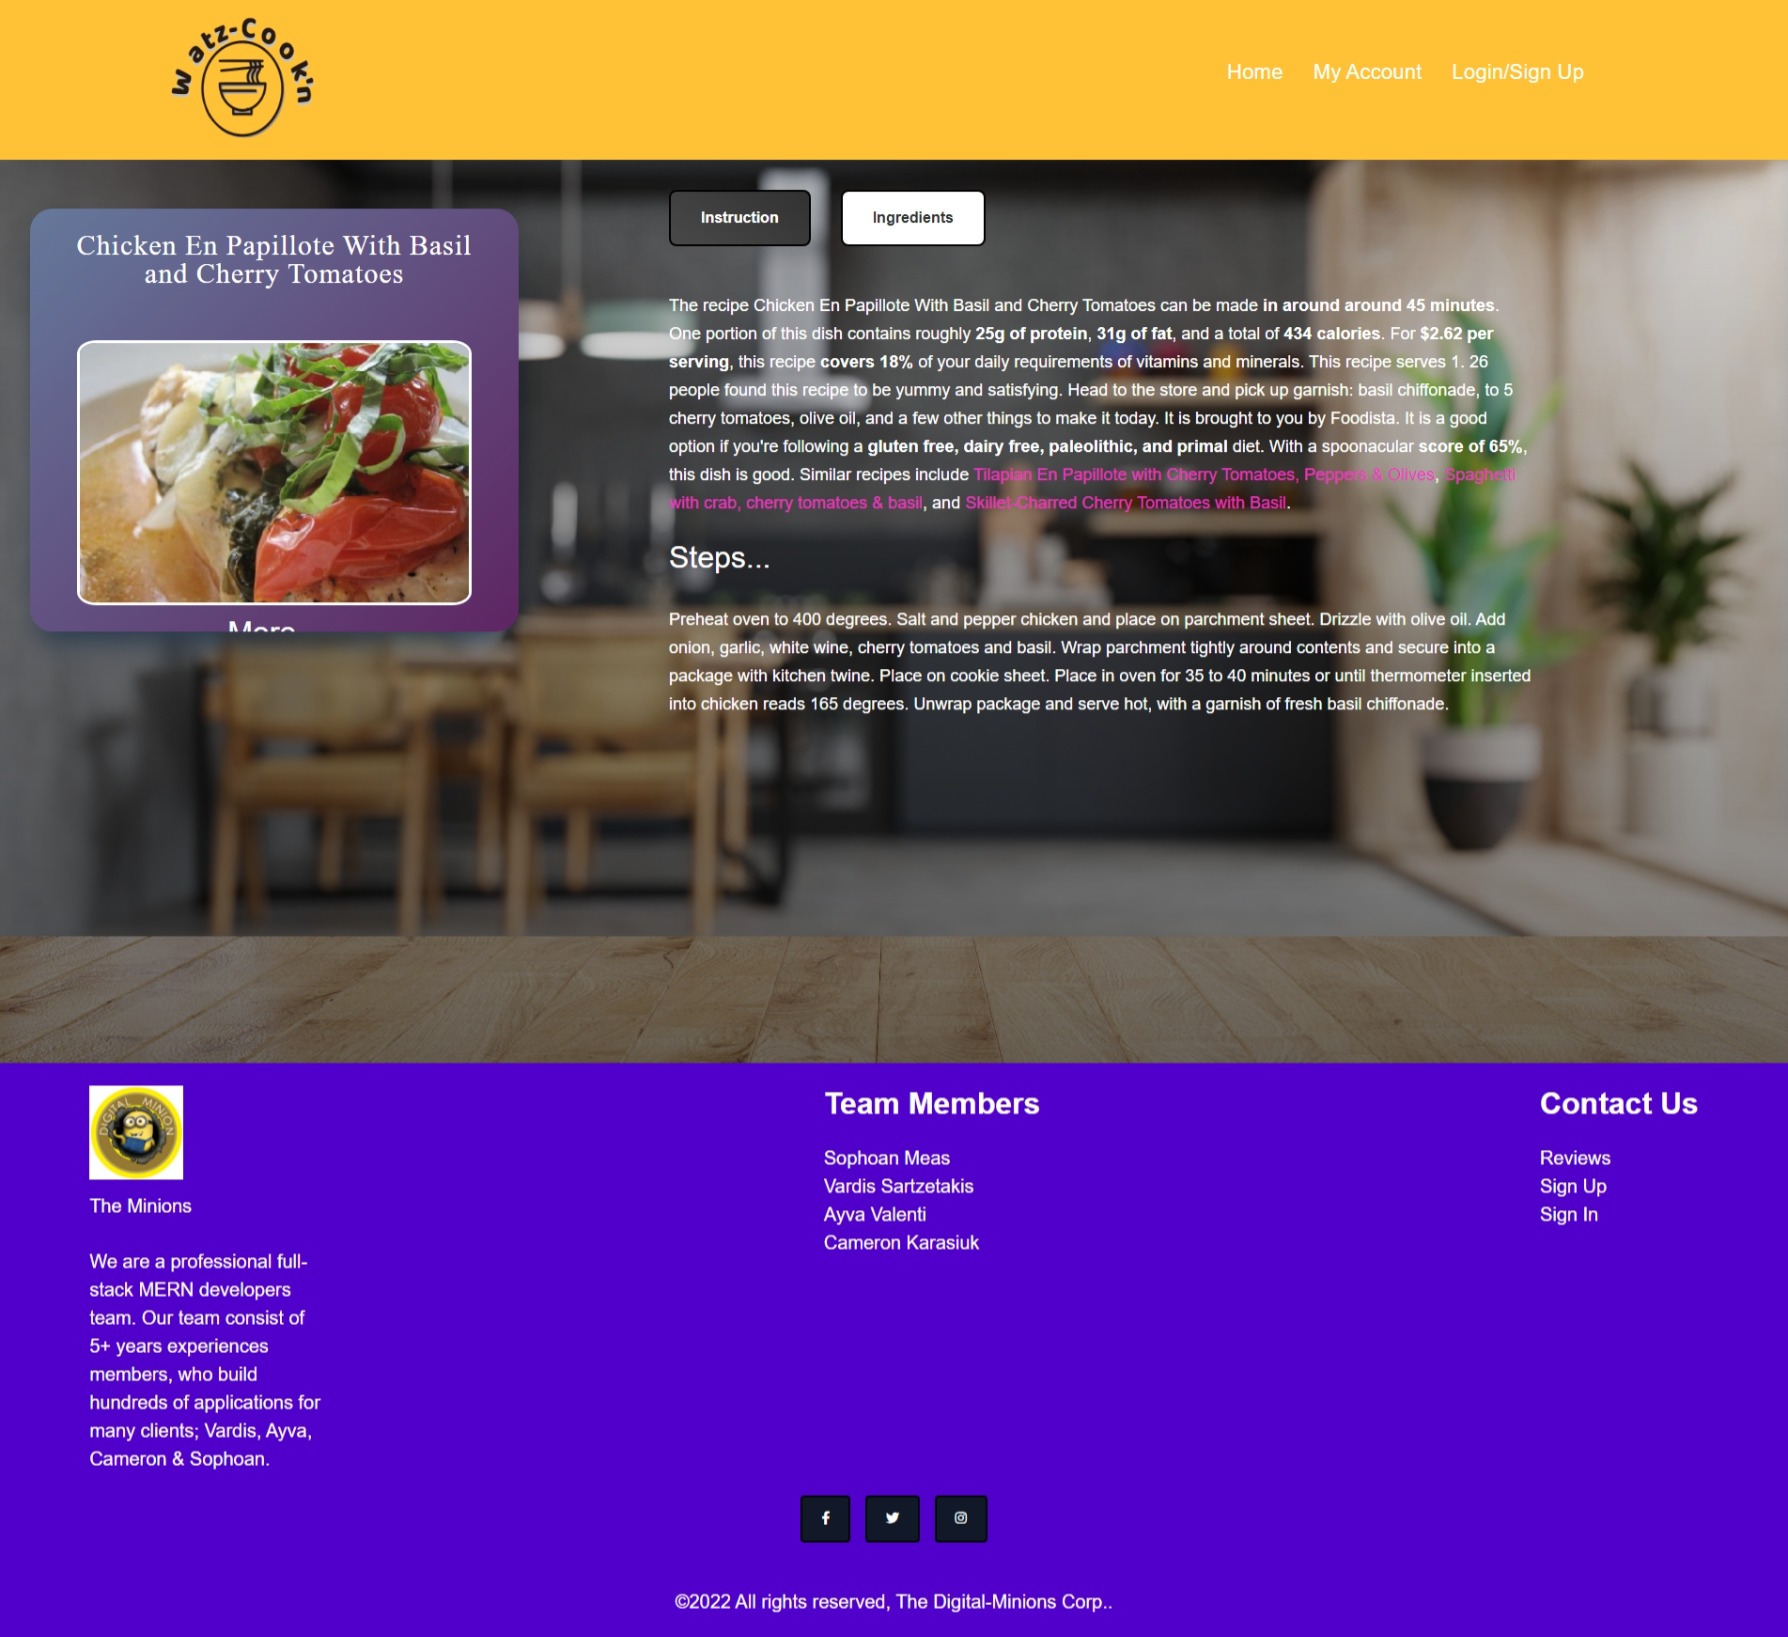 Watz-Cook'n
Home My Account Login/Sign Up
Chicken En Papillote With Basil
and Cherry Tomatoes
More
Instruction Ingredients
The recipe Chicken En Papillote With Basil and Cherry Tomatoes can be made in around around 45 minutes.
One portion of this dish contains roughly 25g of protein, 31g of fat, and a total of 434 calories. For $2.62 per
serving, this recipe covers 18% of your daily requirements of vitamins and minerals. This recipe serves 1. 26
people found this recipe to be yummy and satisfying. Head to the store and pick up garnish: basil chiffonade, to 5
cherry tomatoes, olive oil, and a few other things to make it today. It is brought to you by Foodista. It is a good
option if you're following a gluten free, dairy free, paleolithic, and primal diet. With a spoonacular score of 65%,
this dish is good. Similar recipes include Tilapian En Papillote with Cherry Tomatoes, Peppers & Olives, Spaghetti
with crab, cherry tomatoes & basil, and Skillet-Charred Cherry Tomatoes with Basil.
Steps...
Preheat oven to 400 degrees. Salt and pepper chicken and place on parchment sheet. Drizzle with olive oil. Add
onion, garlic, white wine, cherry tomatoes and basil. Wrap parchment tightly around contents and secure into a
package with kitchen twine. Place on cookie sheet. Place in oven for 35 to 40 minutes or until thermometer inserted
into chicken reads 165 degrees. Unwrap package and serve hot, with a garnish of fresh basil chiffonade.
DIGITAL MINION
The Minions
We are a professional full-
stack MERN developers
team. Our team consist of
5+ years experiences
members, who build
hundreds of applications for
many clients; Vardis, Ayva,
Cameron & Sophoan.
Team Members
Sophoan Meas
Vardis Sartzetakis
Ayva Valenti
Cameron Karasiuk
Contact Us
Reviews
Sign Up
Sign In
©2022 All rights reserved, The Digital-Minions Corp..